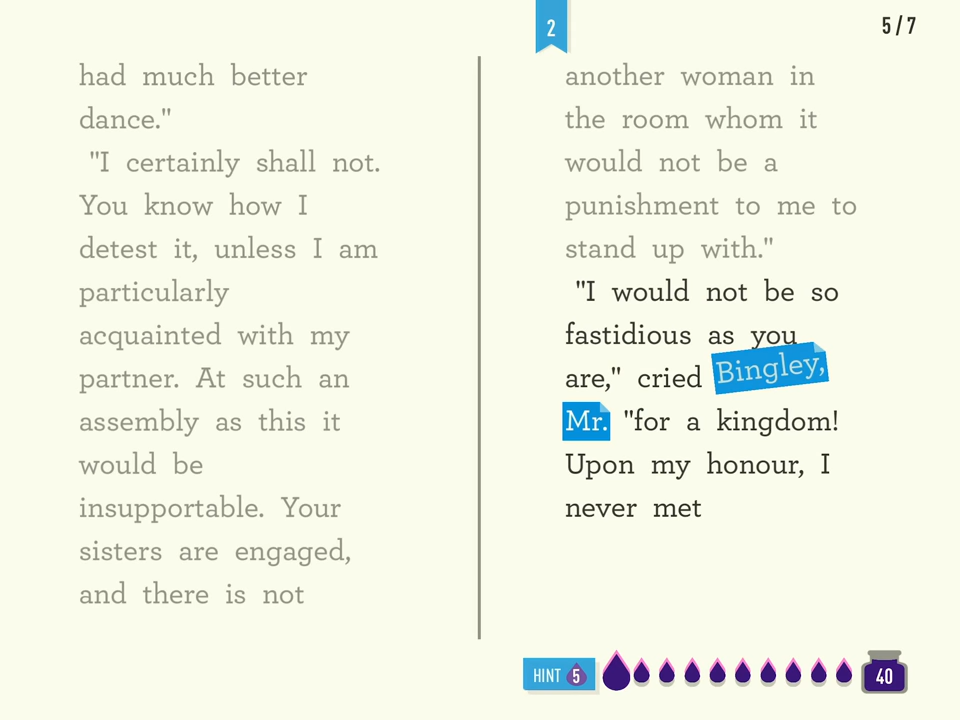 2
5 / 7
had much better
dance."
"I certainly shall not.
You know how I
detest it, unless I am
particularly
acquainted with my
partner. At such an
assembly as this it
would be
insupportable. Your
sisters are engaged,
and there is not
another woman in
the room whom it
would not be a
punishment to me to
stand up with."
"I would not be so
fastidious as you
are," cried Bingley,
Mr. "for a kingdom!
Upon my honour, I
never met
HINT 5
40